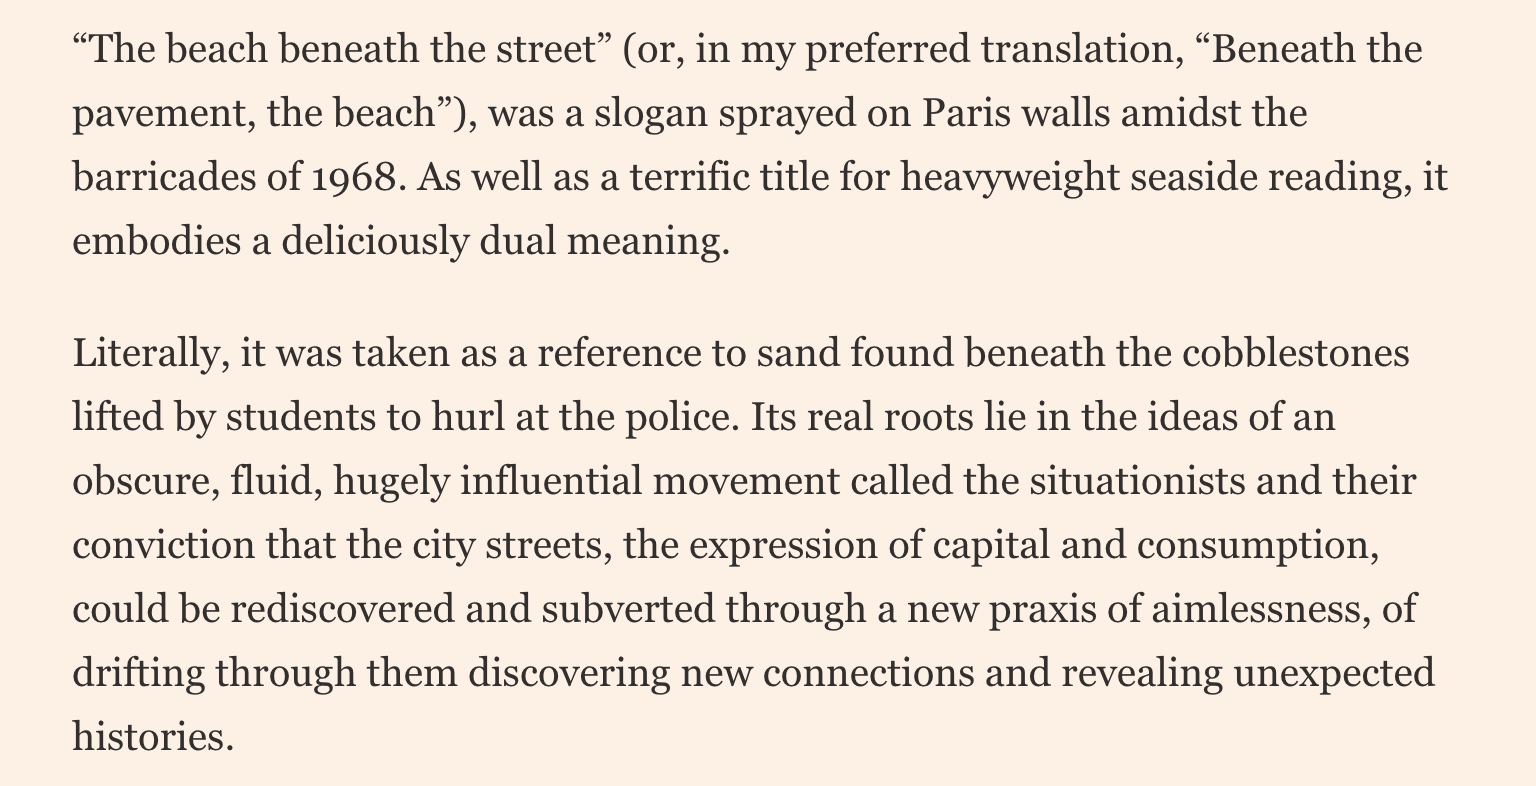 “The beach beneath the street” (or, in my preferred translation, “Beneath the
pavement, the beach”), was a slogan sprayed on Paris walls amidst the
barricades of 1968. As well as a terrific title for heavyweight seaside reading, it
embodies a deliciously dual meaning.
Literally, it was taken as a reference to sand found beneath the cobblestones
lifted by students to hurl at the police. Its real roots lie in the ideas of an
obscure, fluid, hugely influential movement called the situationists and their
conviction that the city streets, the expression of capital and consumption,
could be rediscovered and subverted through a new praxis of aimlessness, of
drifting through them discovering new connections and revealing unexpected
histories.